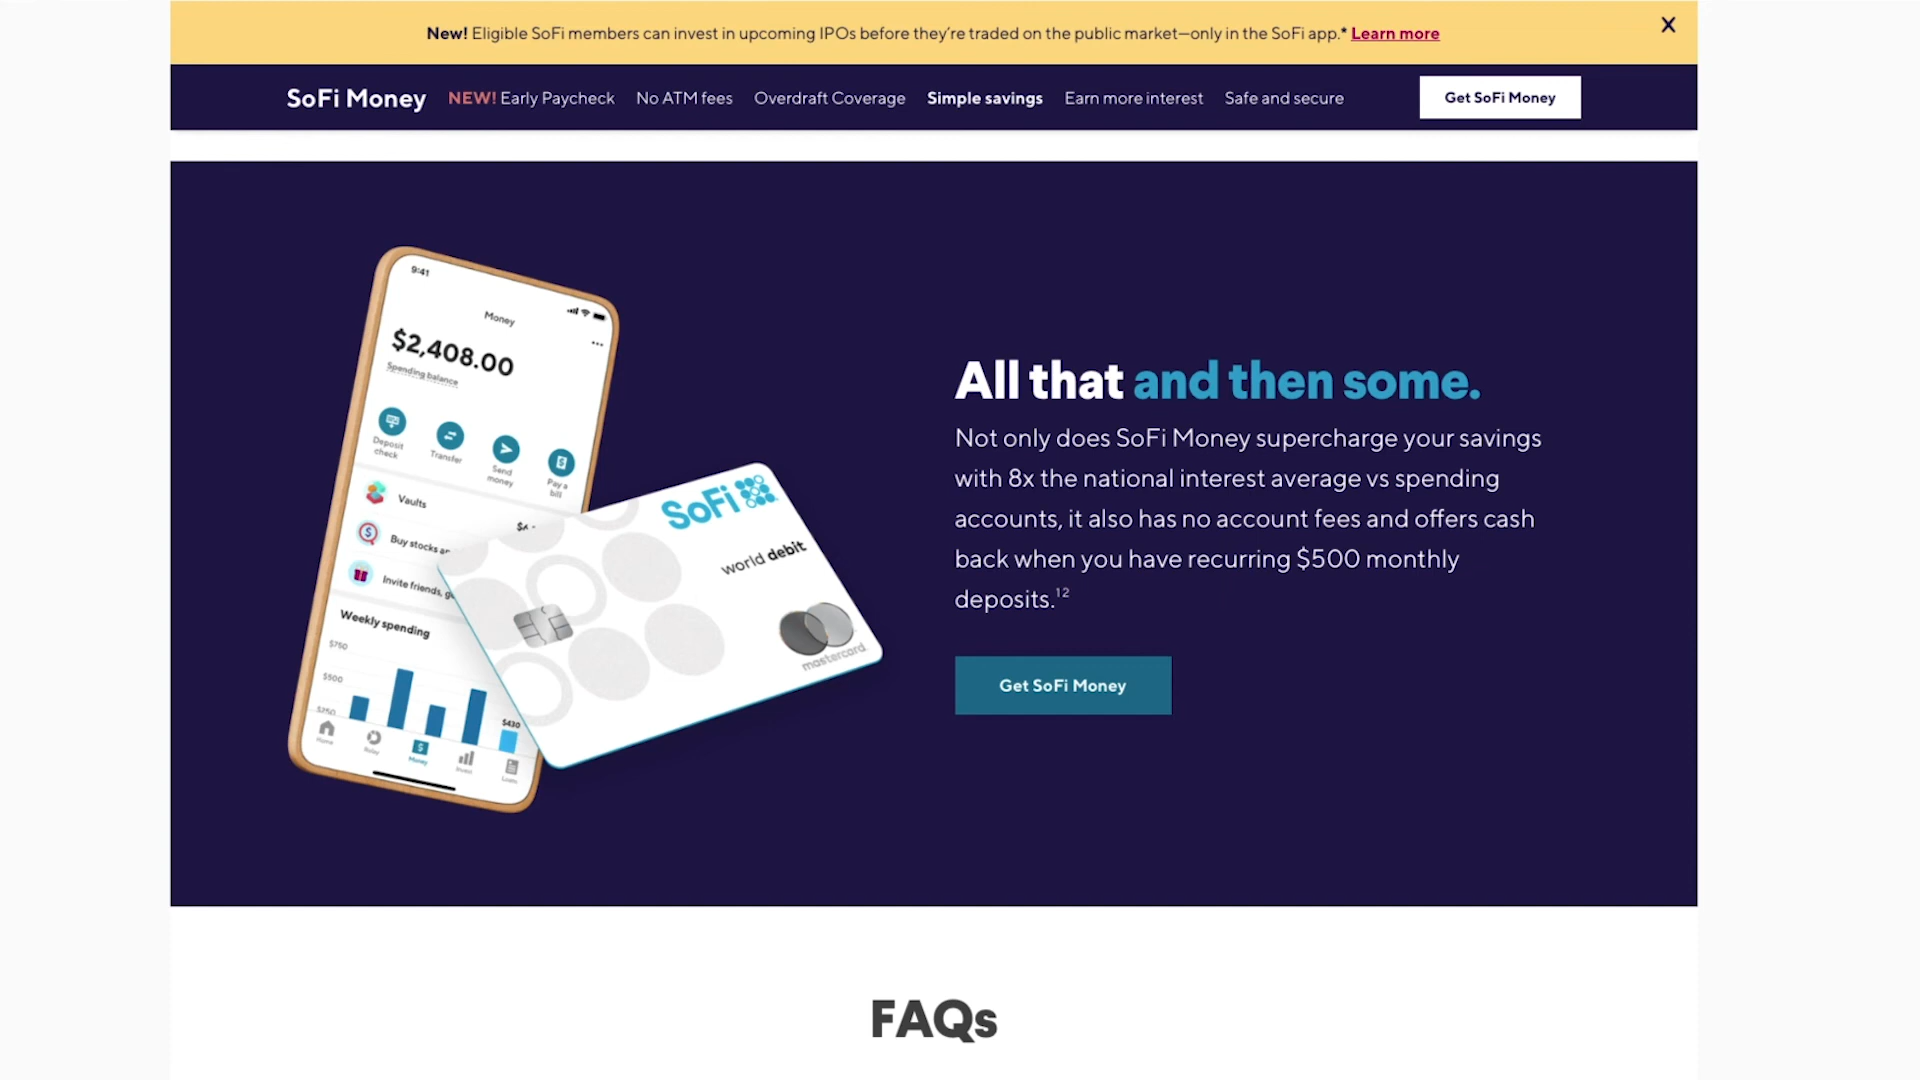 New! Eligible SoFi members can invest in upcoming IPOs before they're traded on the public market—only in the SoFi app.* Learn more
X
SoFi Money NEW! Early Paycheck No ATM fees Overdraft Coverage Simple savings Earn more interest Safe and secure Get SoFi Money
9:41
Money
$2,408.00
Spending balance
Deposit check
Transfer
Send money
Pay a bill
Vaults
Buy stocks
Invite friends,
Weekly spending
$750
$500
$250
$430
Home
Relay
Money
Invest
Loans
SoFi
world debit
mastercard
All that and then some.
Not only does SoFi Money supercharge your savings
with 8x the national interest average vs spending
accounts, it also has no account fees and offers cash
back when you have recurring $500 monthly
deposits.12
Get SoFi Money
FAQs